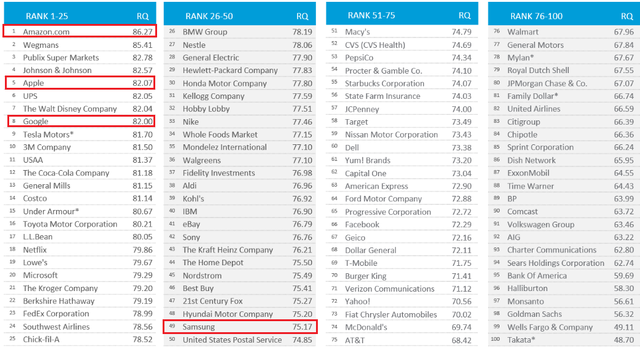 RANK 1-25 RQ
1 Amazon.com 86.27
2 Wegmans 85.41
3 Publix Super Markets 82.78
4 Johnson & Johnson 82.57
5 Apple 82.07
6 UPS 82.05
7 The Walt Disney Company 82.04
8 Google 82.00
9 Tesla Motors* 81.70
10 3M Company 81.50
11 USAA 81.37
12 The Coca-Cola Company 81.18
13 General Mills 81.15
14 Costco 81.14
15 Under Armour* 80.67
16 Toyota Motor Corporation 80.21
17 L.L.Bean 80.05
18 Netflix 79.86
19 Lowe's 79.67
20 Microsoft 79.29
21 The Kroger Company 79.20
22 Berkshire Hathaway 79.19
23 FedEx Corporation 78.99
24 Southwest Airlines 78.56
25 Chick-fil-A 78.52
RANK 26-50 RQ
26 BMW Group 78.19
27 Nestle 78.06
28 General Electric 77.90
29 Hewlett-Packard Company 77.83
30 Honda Motor Company 77.80
31 Kellogg Company 77.59
32 Hobby Lobby 77.51
33 Nike 77.46
34 Whole Foods Market 77.15
35 Mondelez International 77.10
36 Walgreens 77.10
37 Fidelity Investments 76.98
38 Aldi 76.96
39 Kohl's 76.92
40 IBM 76.90
41 eBay 76.79
42 Sony 76.76
43 The Kraft Heinz Company 76.21
44 The Home Depot 75.50
45 Nordstrom 75.49
46 Best Buy 75.41
47 21st Century Fox 75.27
48 Hyundai Motor Company 75.20
49 Samsung 75.17
50 United States Postal Service 74.85
RANK 51-75 RQ
51 Macy's 74.79
52 CVS (CVS Health) 74.69
53 PepsiCo 74.34
54 Procter & Gamble Co. 74.10
55 Starbucks Corporation 74.07
56 State Farm Insurance 74.03
57 JCPenney 74.00
58 Target 73.49
59 Nissan Motor Corporation 73.43
60 Dell 73.38
61 Yum! Brands 73.20
62 Capital One 73.04
63 American Express 72.90
64 Ford Motor Company 72.88
65 Progressive Corporation 72.72
66 Facebook 72.29
67 Geico 72.16
68 Dollar General 72.11
69 T-Mobile 71.75
70 Burger King 71.41
71 Verizon Communications 71.12
72 Yahoo! 70.56
73 Fiat Chrysler Automobiles 70.02
74 McDonald's 69.74
75 AT&T 68.42
RANK 76-100 RQ
76 Walmart 67.96
77 General Motors 67.84
78 Mylan* 67.67
79 Royal Dutch Shell 67.55
80 JPMorgan Chase & Co. 67.07
81 Family Dollar* 66.74
82 United Airlines 66.59
83 Citigroup 66.39
84 Chipotle 66.36
85 Sprint Corporation 66.24
86 Dish Network 65.95
87 ExxonMobil 64.55
88 Time Warner 64.43
89 BP 63.99
90 Comcast 63.72
91 Volkswagen Group 63.46
92 AIG 63.22
93 Charter Communications 62.80
94 Sears Holdings Corporation 62.74
95 Bank of America 59.69
96 Halliburton 58.30
97 Monsanto 56.61
98 Goldman Sachs 56.32
99 Wells Fargo & Company 49.11
100 Takata* 48.70